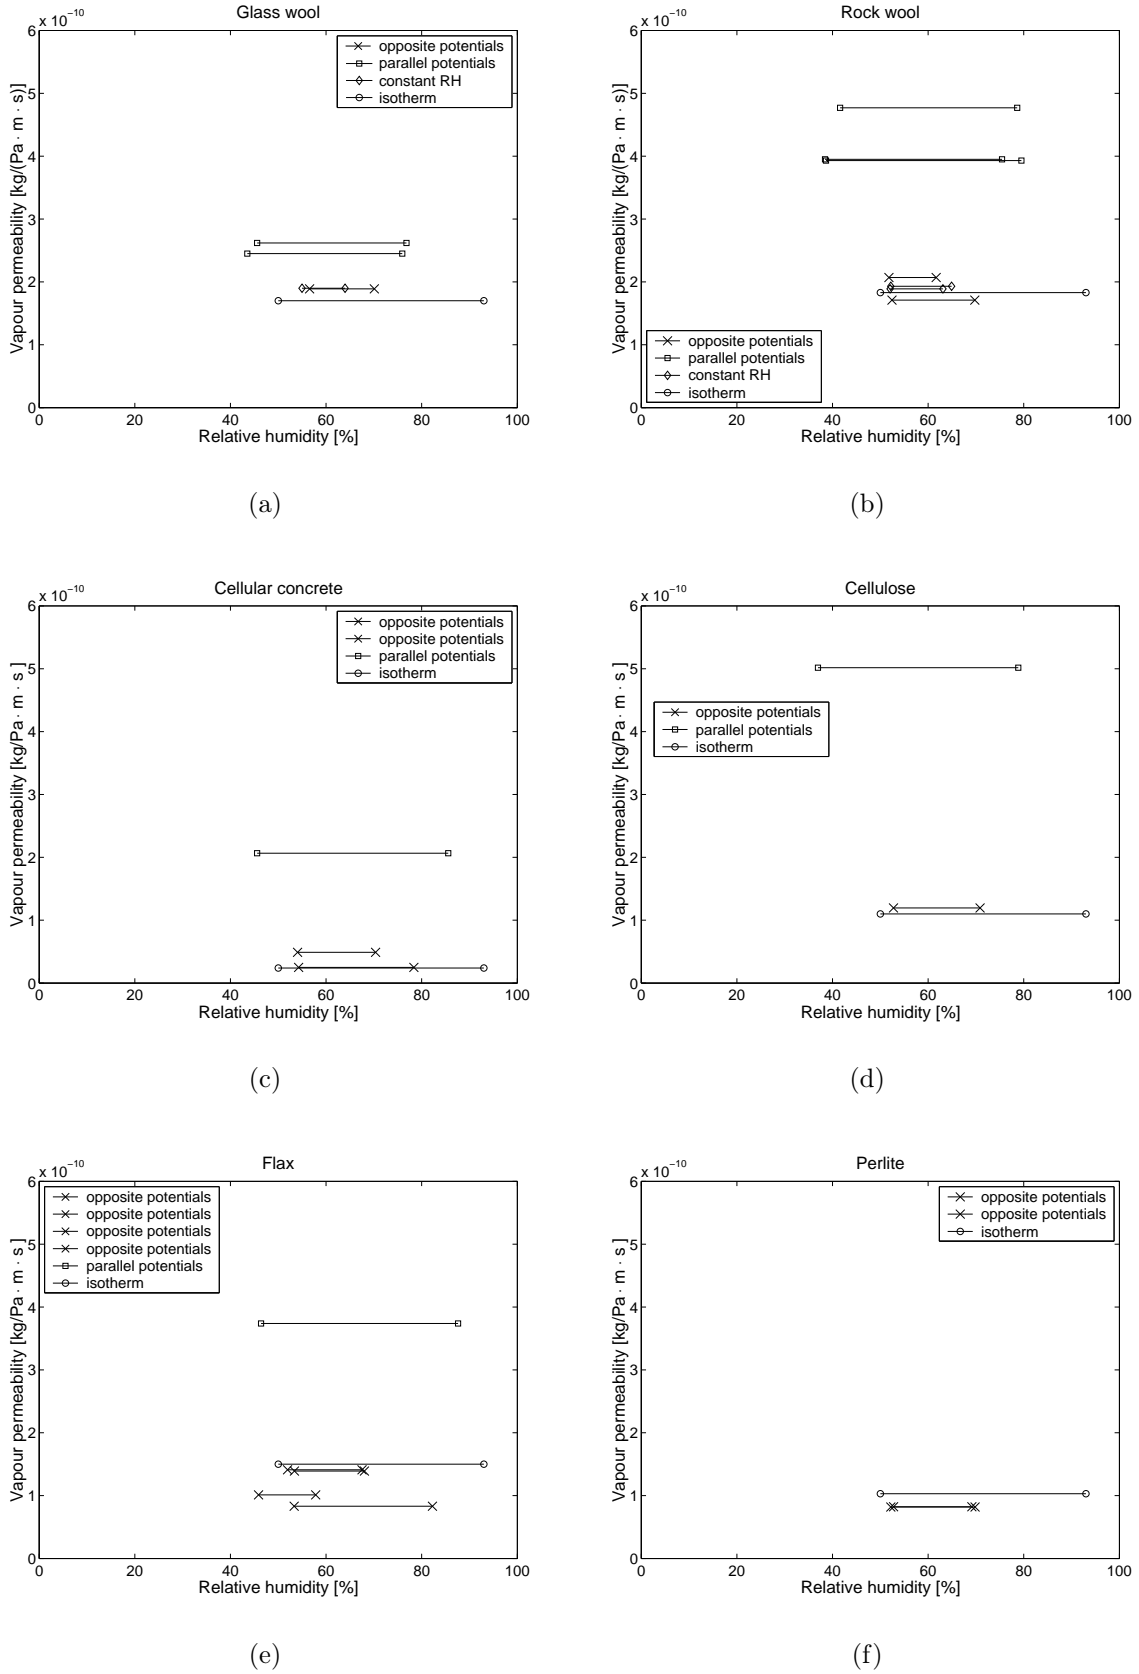 Glass wool
x 10−10
opposite potentials
parallel potentials
constant RH
isotherm
Vapour permeability [kg/(Pa · m · s)]
6
5
4
3
2
1
0
0 20 40 60 80 100
Relative humidity [%]
(a)
Rock wool
x 10−10
opposite potentials
parallel potentials
constant RH
isotherm
Vapour permeability [kg/(Pa · m · s)]
6
5
4
3
2
1
0
0 20 40 60 80 100
Relative humidity [%]
(b)
Cellular concrete
x 10−10
opposite potentials
opposite potentials
parallel potentials
isotherm
Vapour permeability [kg/Pa · m · s ]
6
5
4
3
2
1
0
0 20 40 60 80 100
Relative humidity [%]
(c)
Cellulose
x 10−10
opposite potentials
parallel potentials
isotherm
Vapour permeability [kg/Pa · m · s ]
6
5
4
3
2
1
0
0 20 40 60 80 100
Relative humidity [%]
(d)
Flax
x 10−10
opposite potentials
opposite potentials
opposite potentials
opposite potentials
parallel potentials
isotherm
Vapour permeability [kg/Pa · m · s ]
6
5
4
3
2
1
0
0 20 40 60 80 100
Relative humidity [%]
(e)
Perlite
x 10−10
opposite potentials
opposite potentials
isotherm
Vapour permeability [kg/Pa · m · s ]
6
5
4
3
2
1
0
0 20 40 60 80 100
Relative humidity [%]
(f)